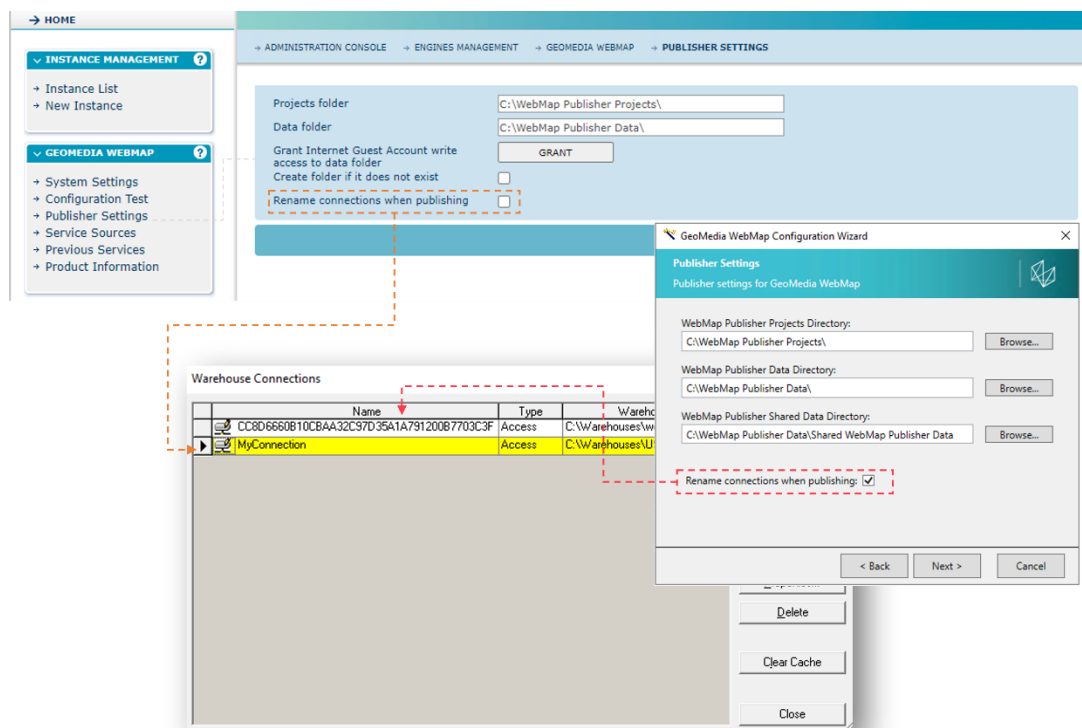 HOME
ADMINISTRATION CONSOLE ENGINES MANAGEMENT GEOMEDIA WEBMAP PUBLISHER SETTINGS
INSTANCE MANAGEMENT ?
Instance List
New Instance
GEOMEDIA WEBMAP ?
System Settings
Configuration Test
Publisher Settings
Service Sources
Previous Services
Product Information
Projects folder C:\WebMap Publisher Projects\
Data folder C:\WebMap Publisher Data\
Grant Internet Guest Account write
access to data folder
GRANT
Create folder if it does not exist
Rename connections when publishing
GeoMedia WebMap Configuration Wizard
Publisher Settings
Publisher settings for GeoMedia WebMap
WebMap Publisher Projects Directory:
C:\WebMap Publisher Projects\ Browse...
WebMap Publisher Data Directory:
C:\WebMap Publisher Data\ Browse...
WebMap Publisher Shared Data Directory:
C:\WebMap Publisher Data\Shared WebMap Publisher Data Browse...
Rename connections when publishing:
< Back Next > Cancel
Warehouse Connections
Name Type
CC8D6660B10CBAA32C97D35A1A791200B7703C3F Access
MyConnection Access
Delete
Clear Cache
Close